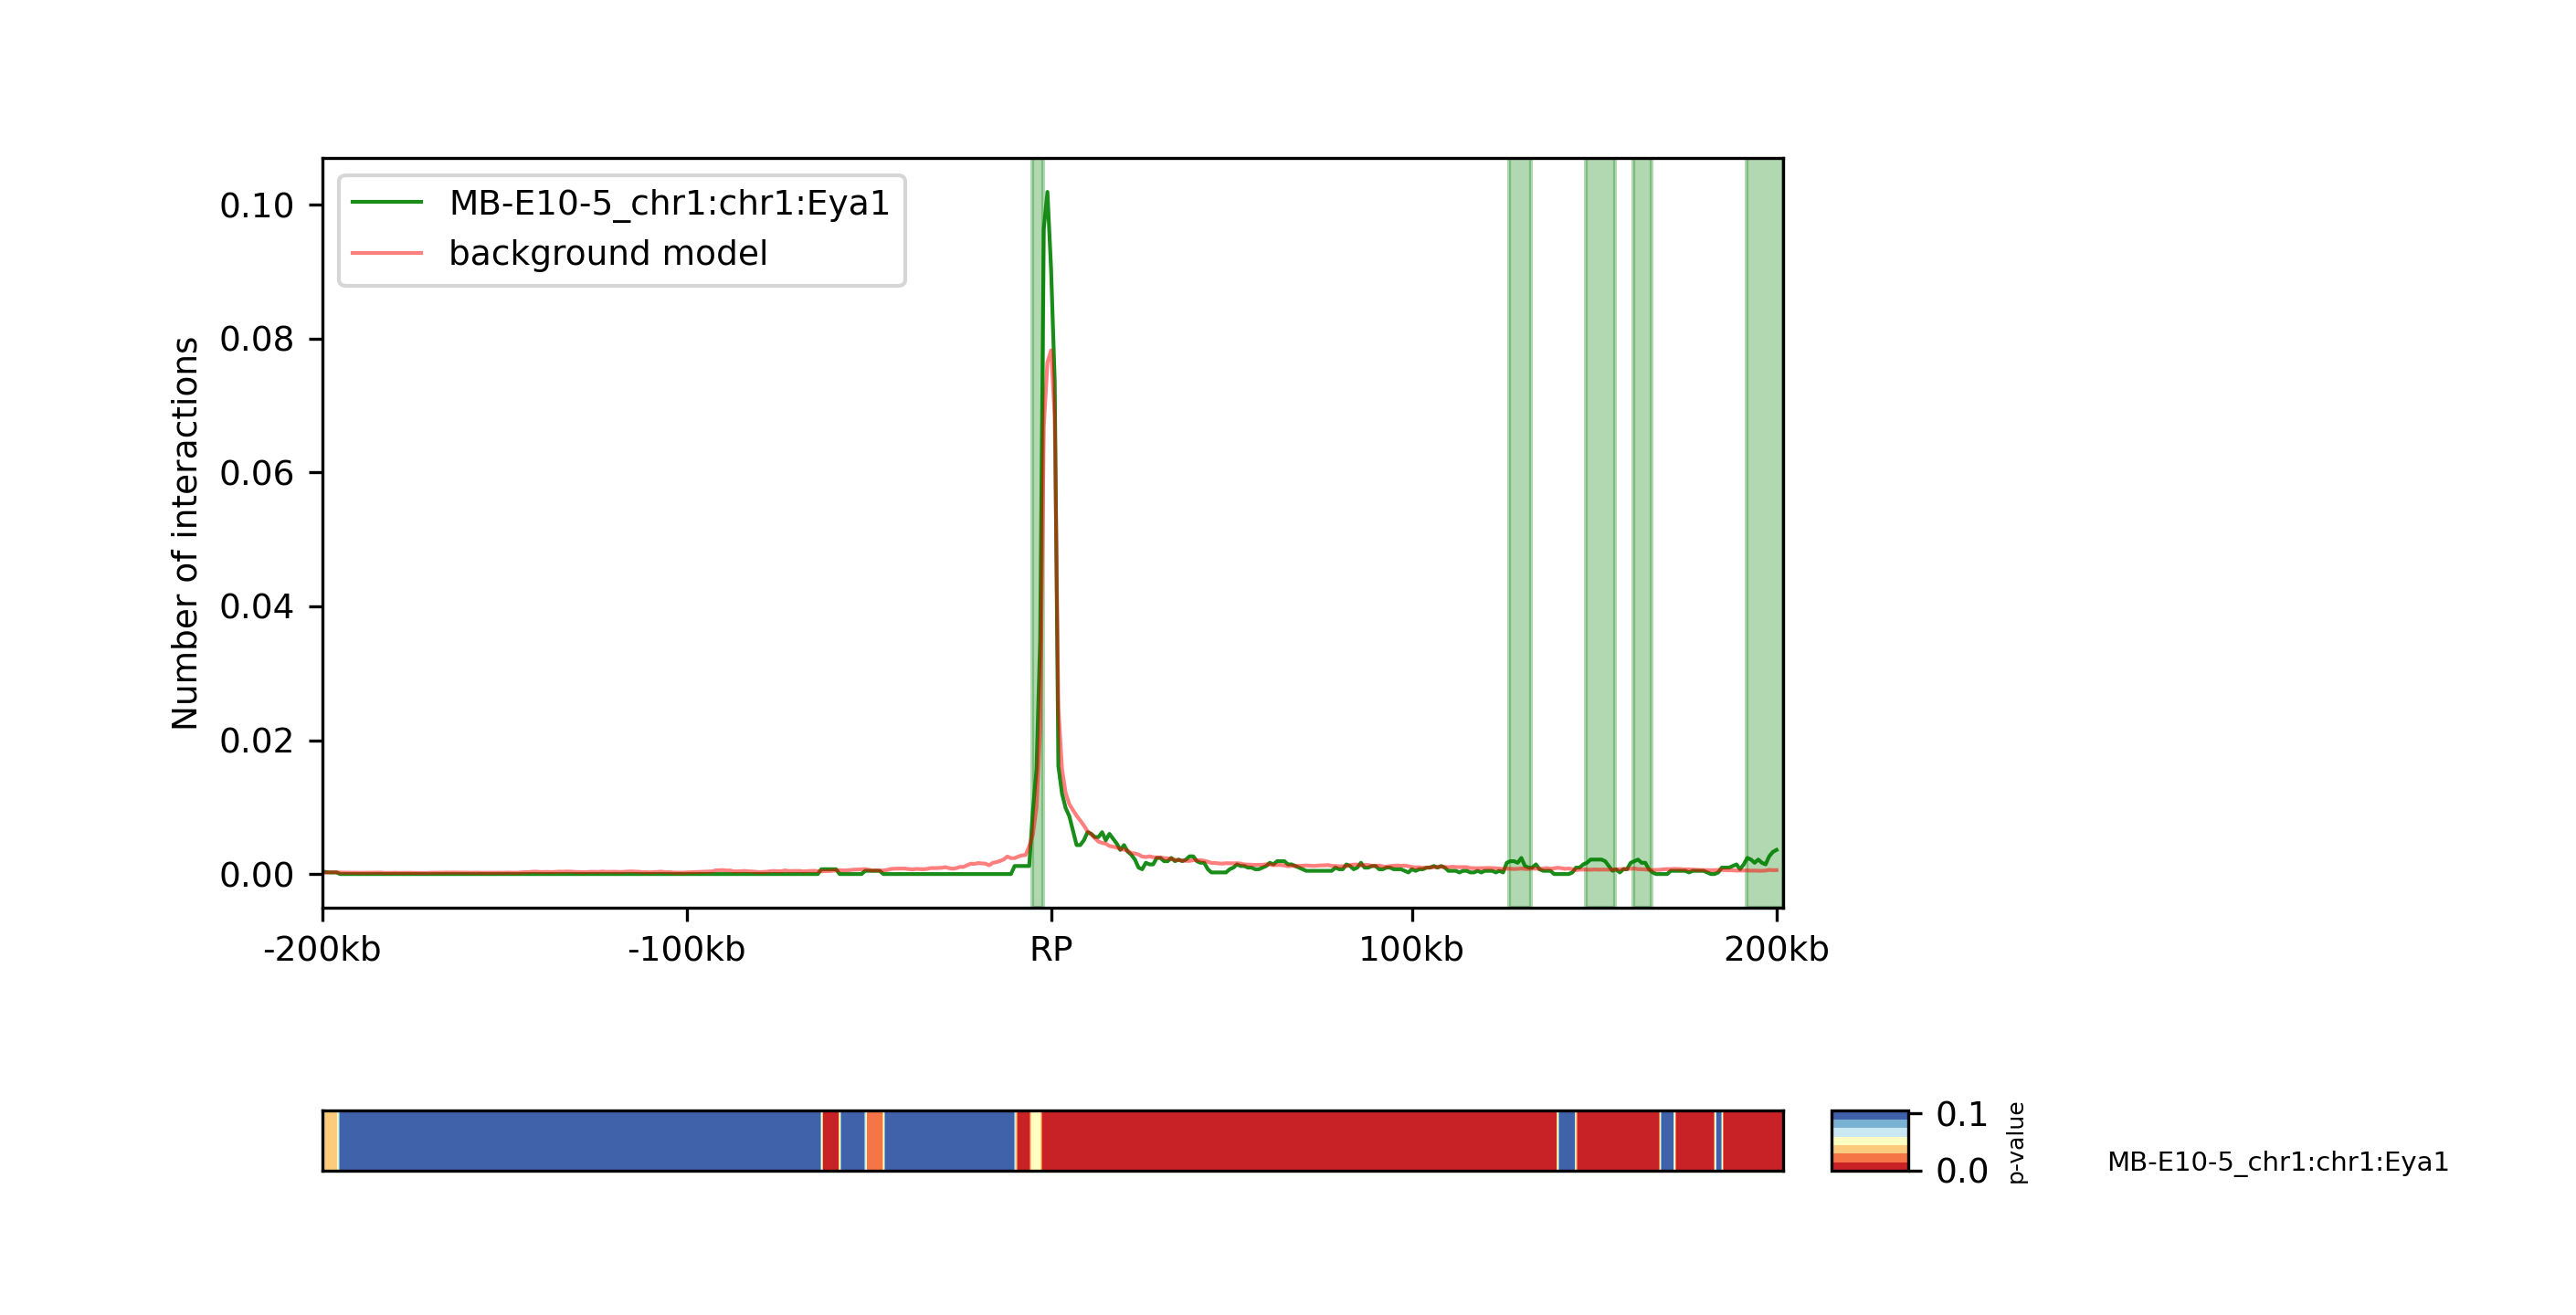 MB-E10-5_chr1:chr1:Eya1
background model
Number of interactions
0.10
0.08
0.06
0.04
0.02
0.00
-200kb
-100kb
RP
100kb
200kb
0.1
0.0
p-value
MB-E10-5_chr1:chr1:Eya1